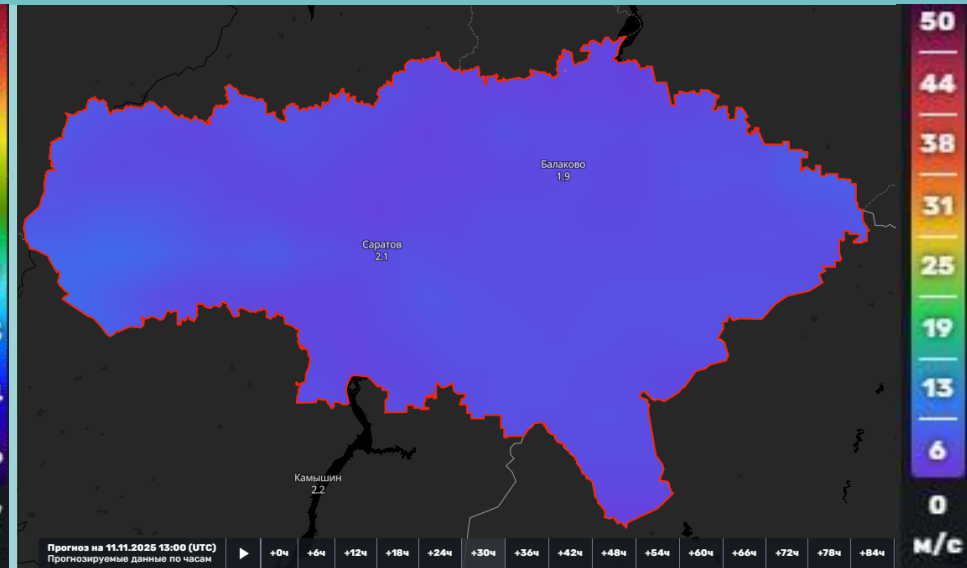 Балаково
1.9
Саратов
2.1
Камышин
2.2
Прогноз на 11.11.2025 13:00 (UTC)
Прогнозируемые данные по часам
+0ч +6ч +12ч +18ч +24ч +30ч +36ч +42ч +48ч +54ч +60ч +66ч +72ч +78ч +84ч
50
44
38
31
25
19
13
6
0
м/с